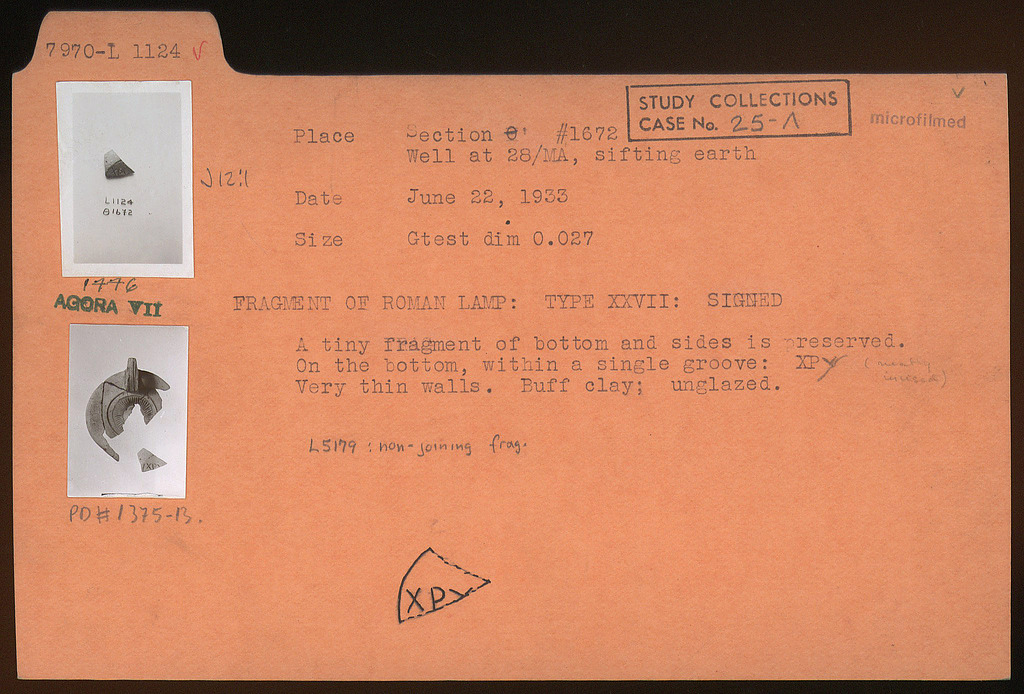 7970-L 1124 √
STUDY COLLECTIONS
CASE No. 25-Λ
microfilmed
Place Section Θ' #1672
Well at 28/MA, sifting earth
J12:1
Date June 22, 1933
Size Gtest dim 0.027
L1124
Θ1672
1446
AGORA VII
FRAGMENT OF ROMAN LAMP: TYPE XXVII: SIGNED
A tiny fragment of bottom and sides is preserved.
On the bottom, within a single groove: XPY
Very thin walls. Buff clay; unglazed.
L5179 : non-joining frag.
XP
PD# 1375-13.
XPY